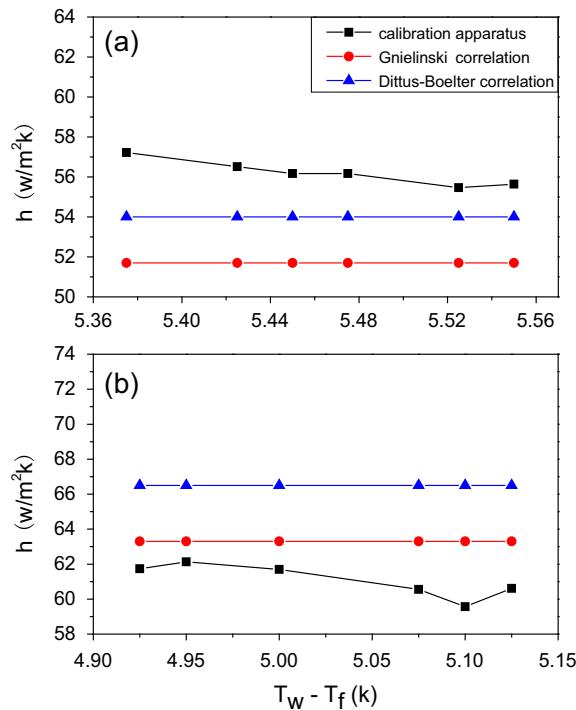 64
(a)
calibration apparatus
Gnielinski correlation
Dittus-Boelter correlation
62
60
58
56
54
52
50
h (w/m²k)
5.36 5.40 5.44 5.48 5.52 5.56
74
(b)
72
70
68
66
64
62
60
58
h (w/m²k)
4.90 4.95 5.00 5.05 5.10 5.15
T_w - T_f (k)